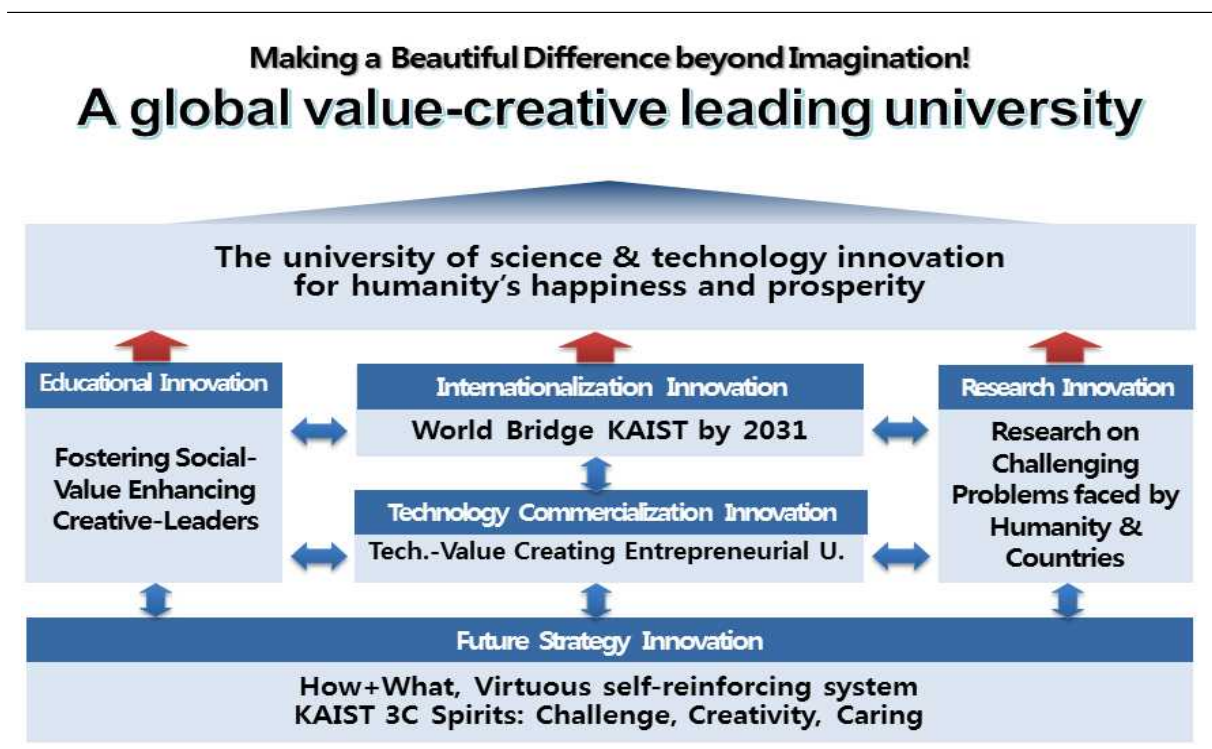 Making a Beautiful Difference beyond Imagination!
A global value-creative leading university
The university of science & technology innovation
for humanity's happiness and prosperity
Educational Innovation
Fostering Social-
Value Enhancing
Creative-Leaders
Internationalization Innovation
World Bridge KAIST by 2031
Technology Commercialization Innovation
Tech.-Value Creating Entrepreneurial U.
Research Innovation
Research on
Challenging
Problems faced by
Humanity &
Countries
Future Strategy Innovation
How+What, Virtuous self-reinforcing system
KAIST 3C Spirits: Challenge, Creativity, Caring